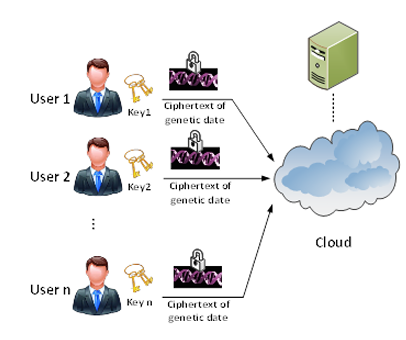 User 1
Key1
Ciphertext of
genetic date
User 2
Key2
Ciphertext of
genetic date
Cloud
User n
Key n
Ciphertext of
genetic date